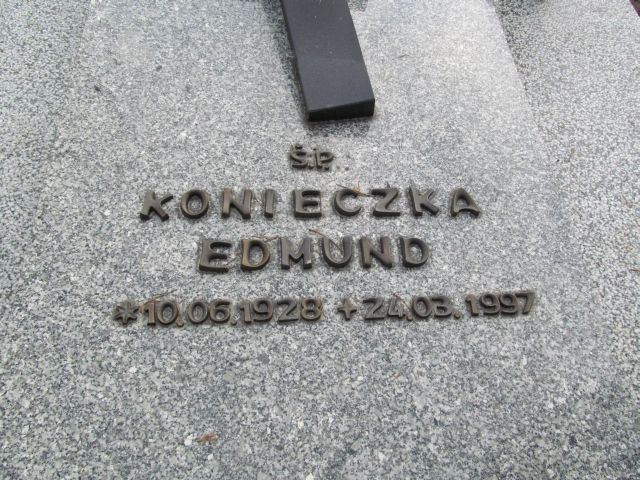 Ś.P.
KONIECZKA
EDMUND
*10.06.1928 +24.03.1997